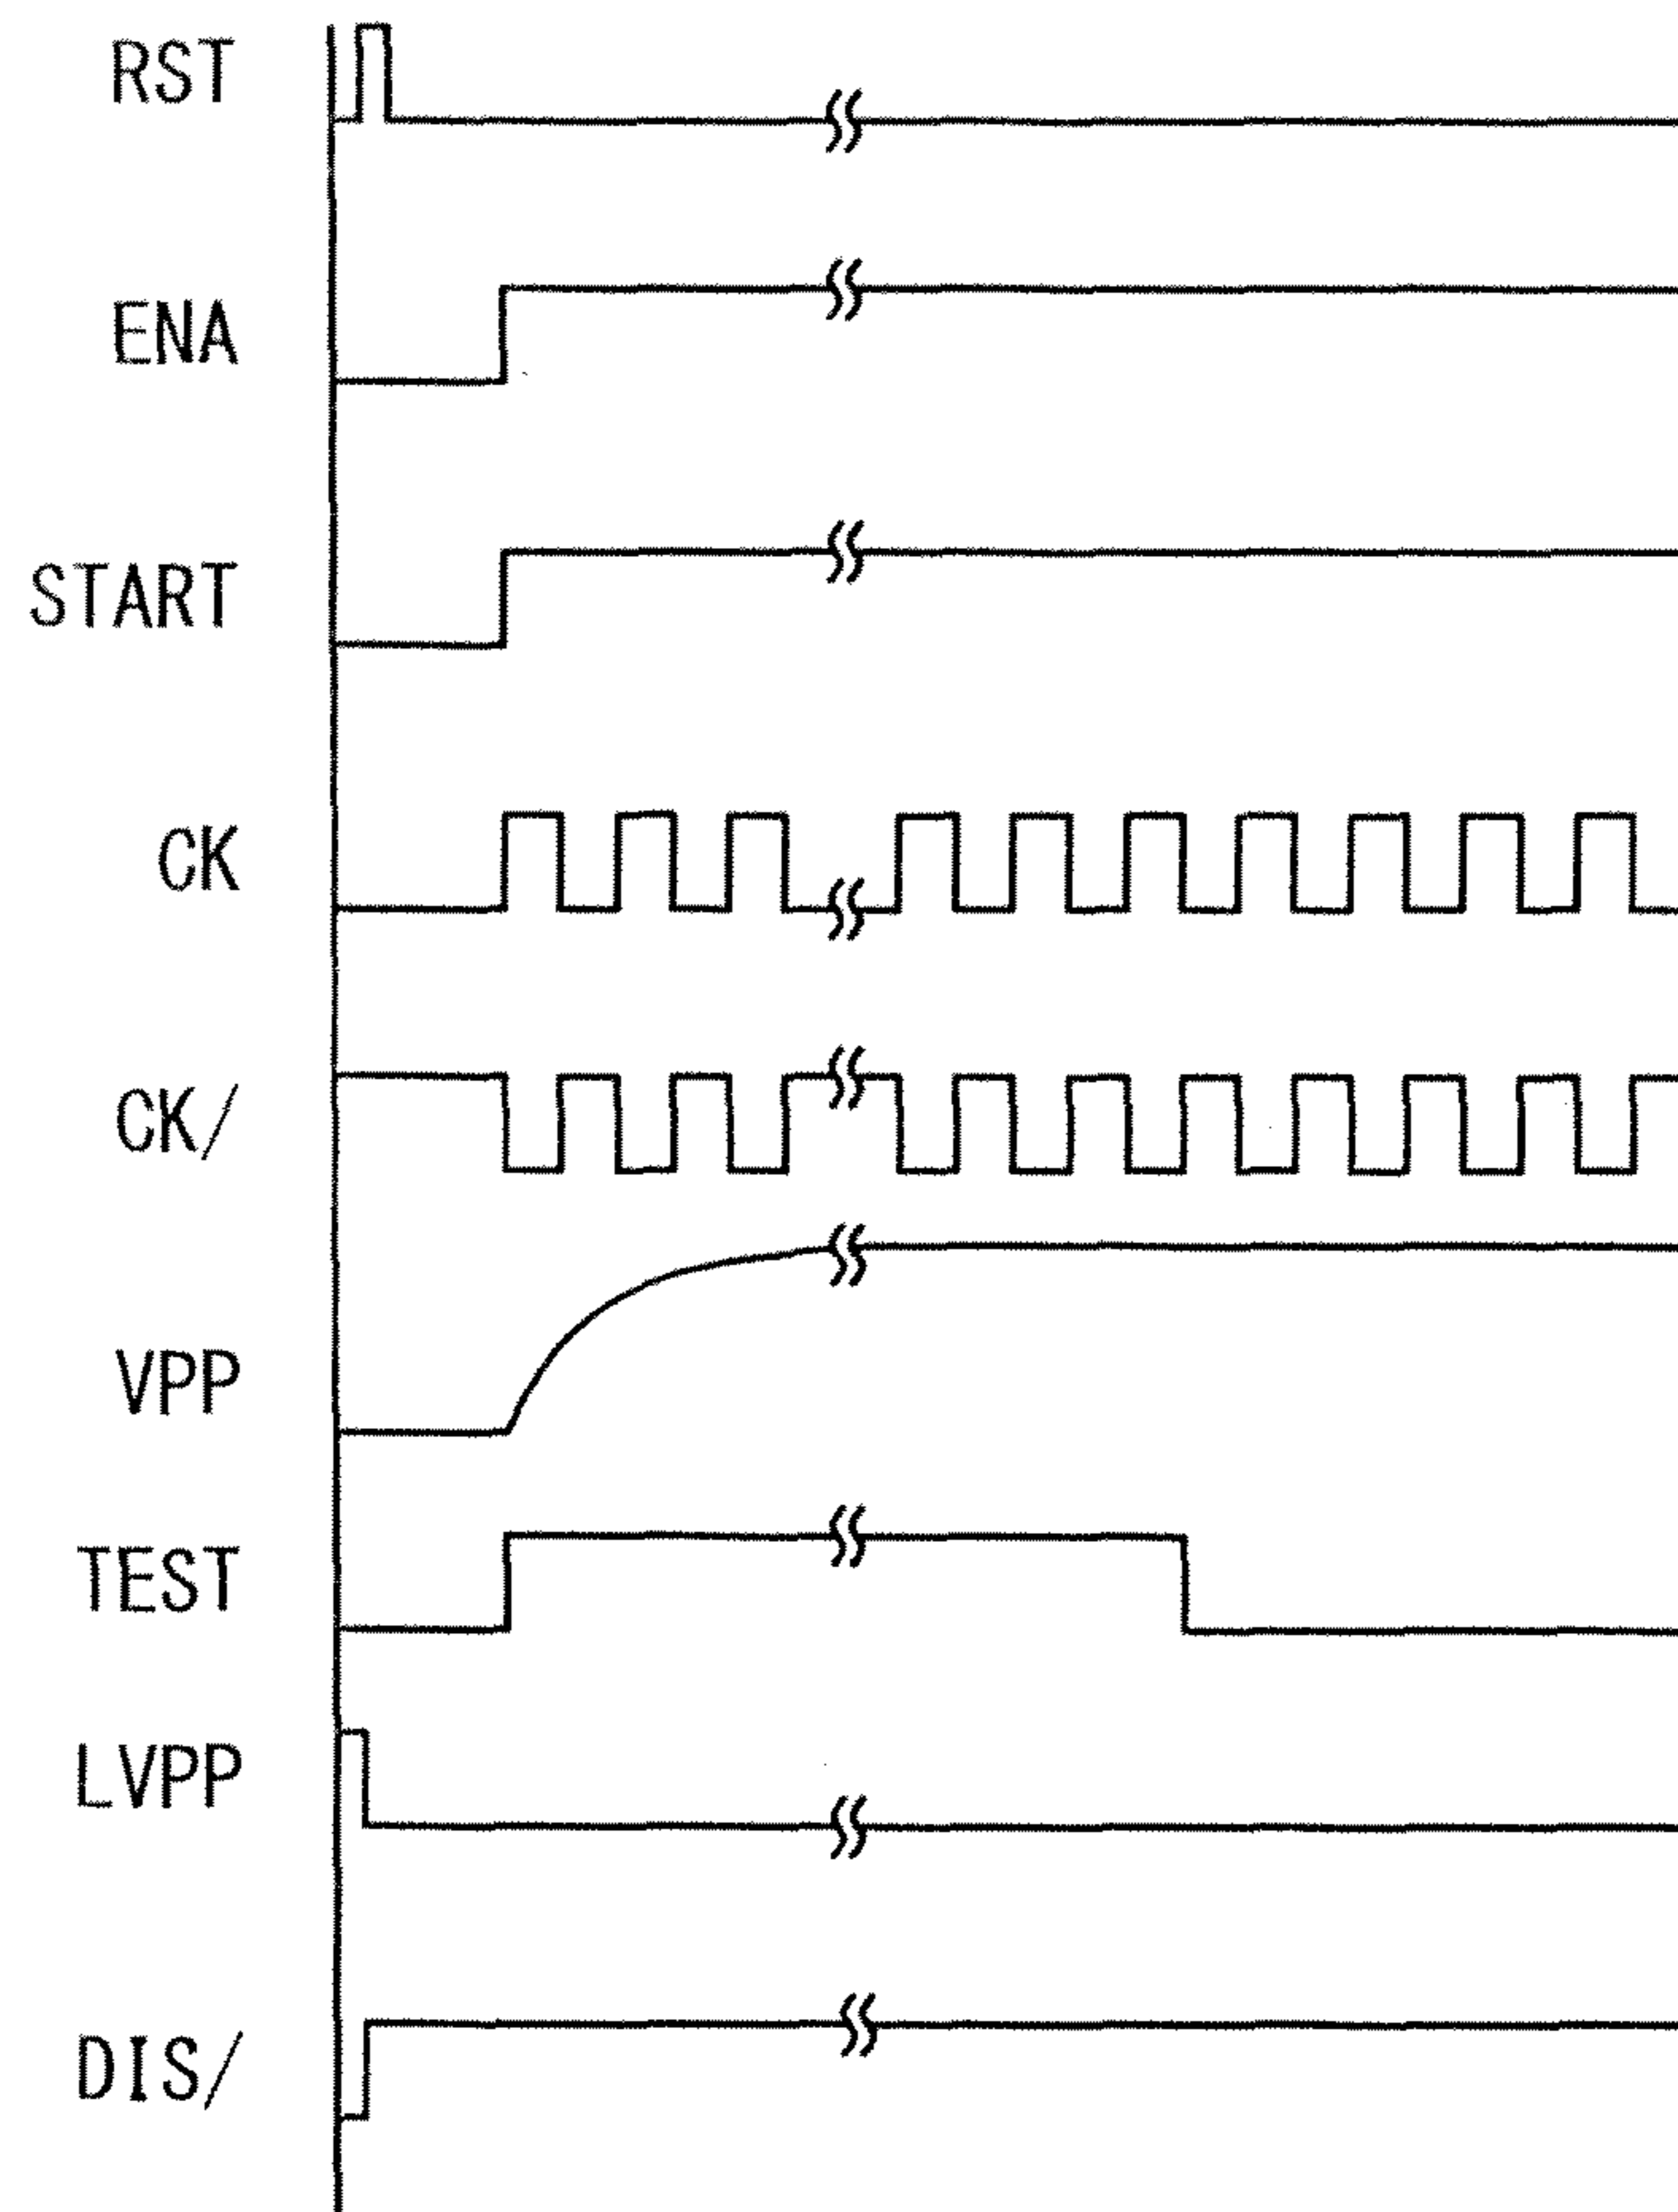 RST
ENA
START
CK
CK/
VPP
TEST
LVPP
DIS/